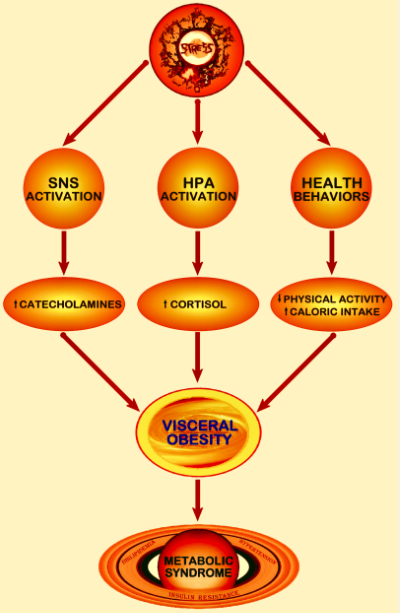 STRESS
SNS
ACTIVATION
HPA
ACTIVATION
HEALTH
BEHAVIORS
↑ CATECHOLAMINES
↑ CORTISOL
↓ PHYSICAL ACTIVITY
↑ CALORIC INTAKE
VISCERAL
OBESITY
METABOLIC
SYNDROME
HYPERTENSION
INSULIN RESISTANCE